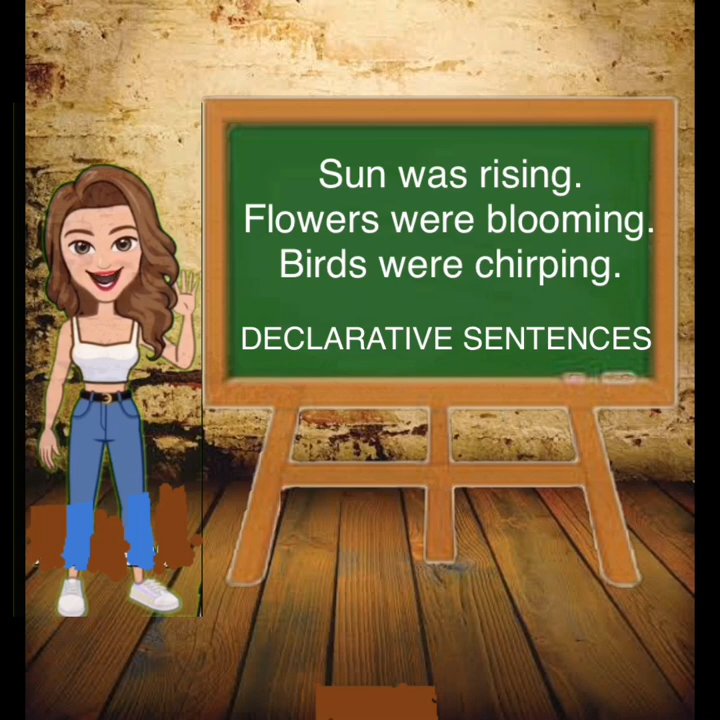 Sun was rising.
Flowers were blooming.
Birds were chirping.
DECLARATIVE SENTENCES